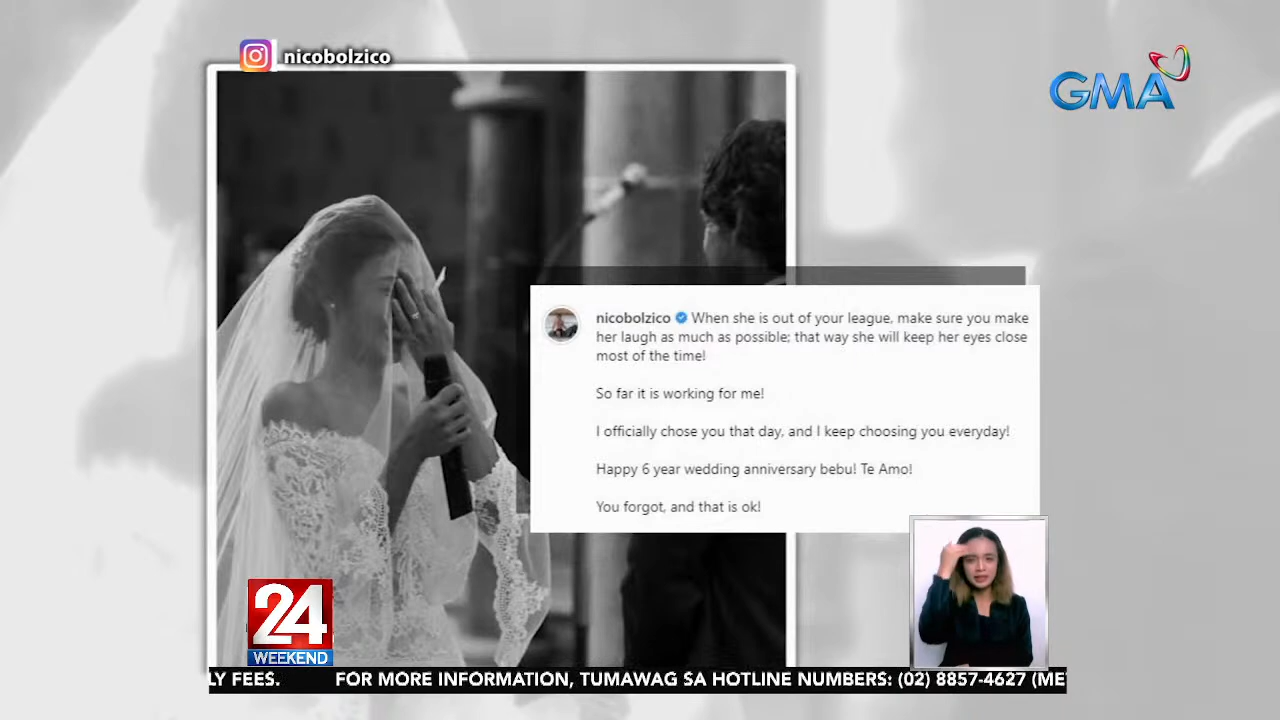 nicobolzico
GMA
nicobolzico When she is out of your league, make sure you make
her laugh as much as possible; that way she will keep her eyes close
most of the time!
So far it is working for me!
I officially chose you that day, and I keep choosing you everyday!
Happy 6 year wedding anniversary bebu! Te Amo!
You forgot, and that is ok!
24
WEEKEND
LY FEES. FOR MORE INFORMATION, TUMAWAG SA HOTLINE NUMBERS: (02) 8857-4627 (ME